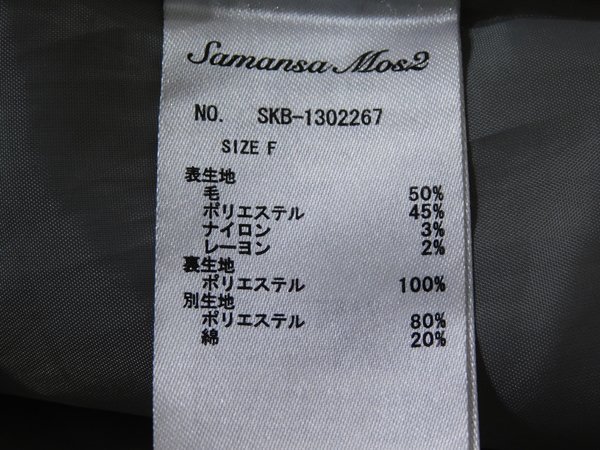 Samansa Mos2
NO. SKB-1302267
SIZE F
表生地
毛 50%
ポリエステル 45%
ナイロン 3%
レーヨン 2%
裏生地
ポリエステル 100%
別生地
ポリエステル 80%
綿 20%